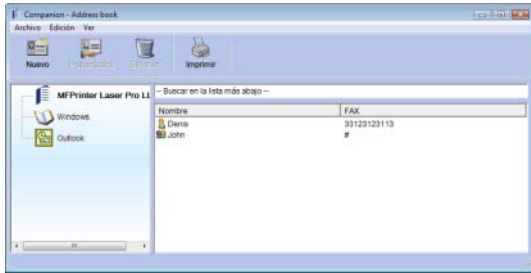 Companion - Address book
Archivo Edición Ver
Nuevo Propiedades Eliminar Imprimir
MFPrinter Laser Pro LL
Windows
Outlook
-- Buscar en la lista más abajo --
Nombre FAX
Denis 33123123113
John #